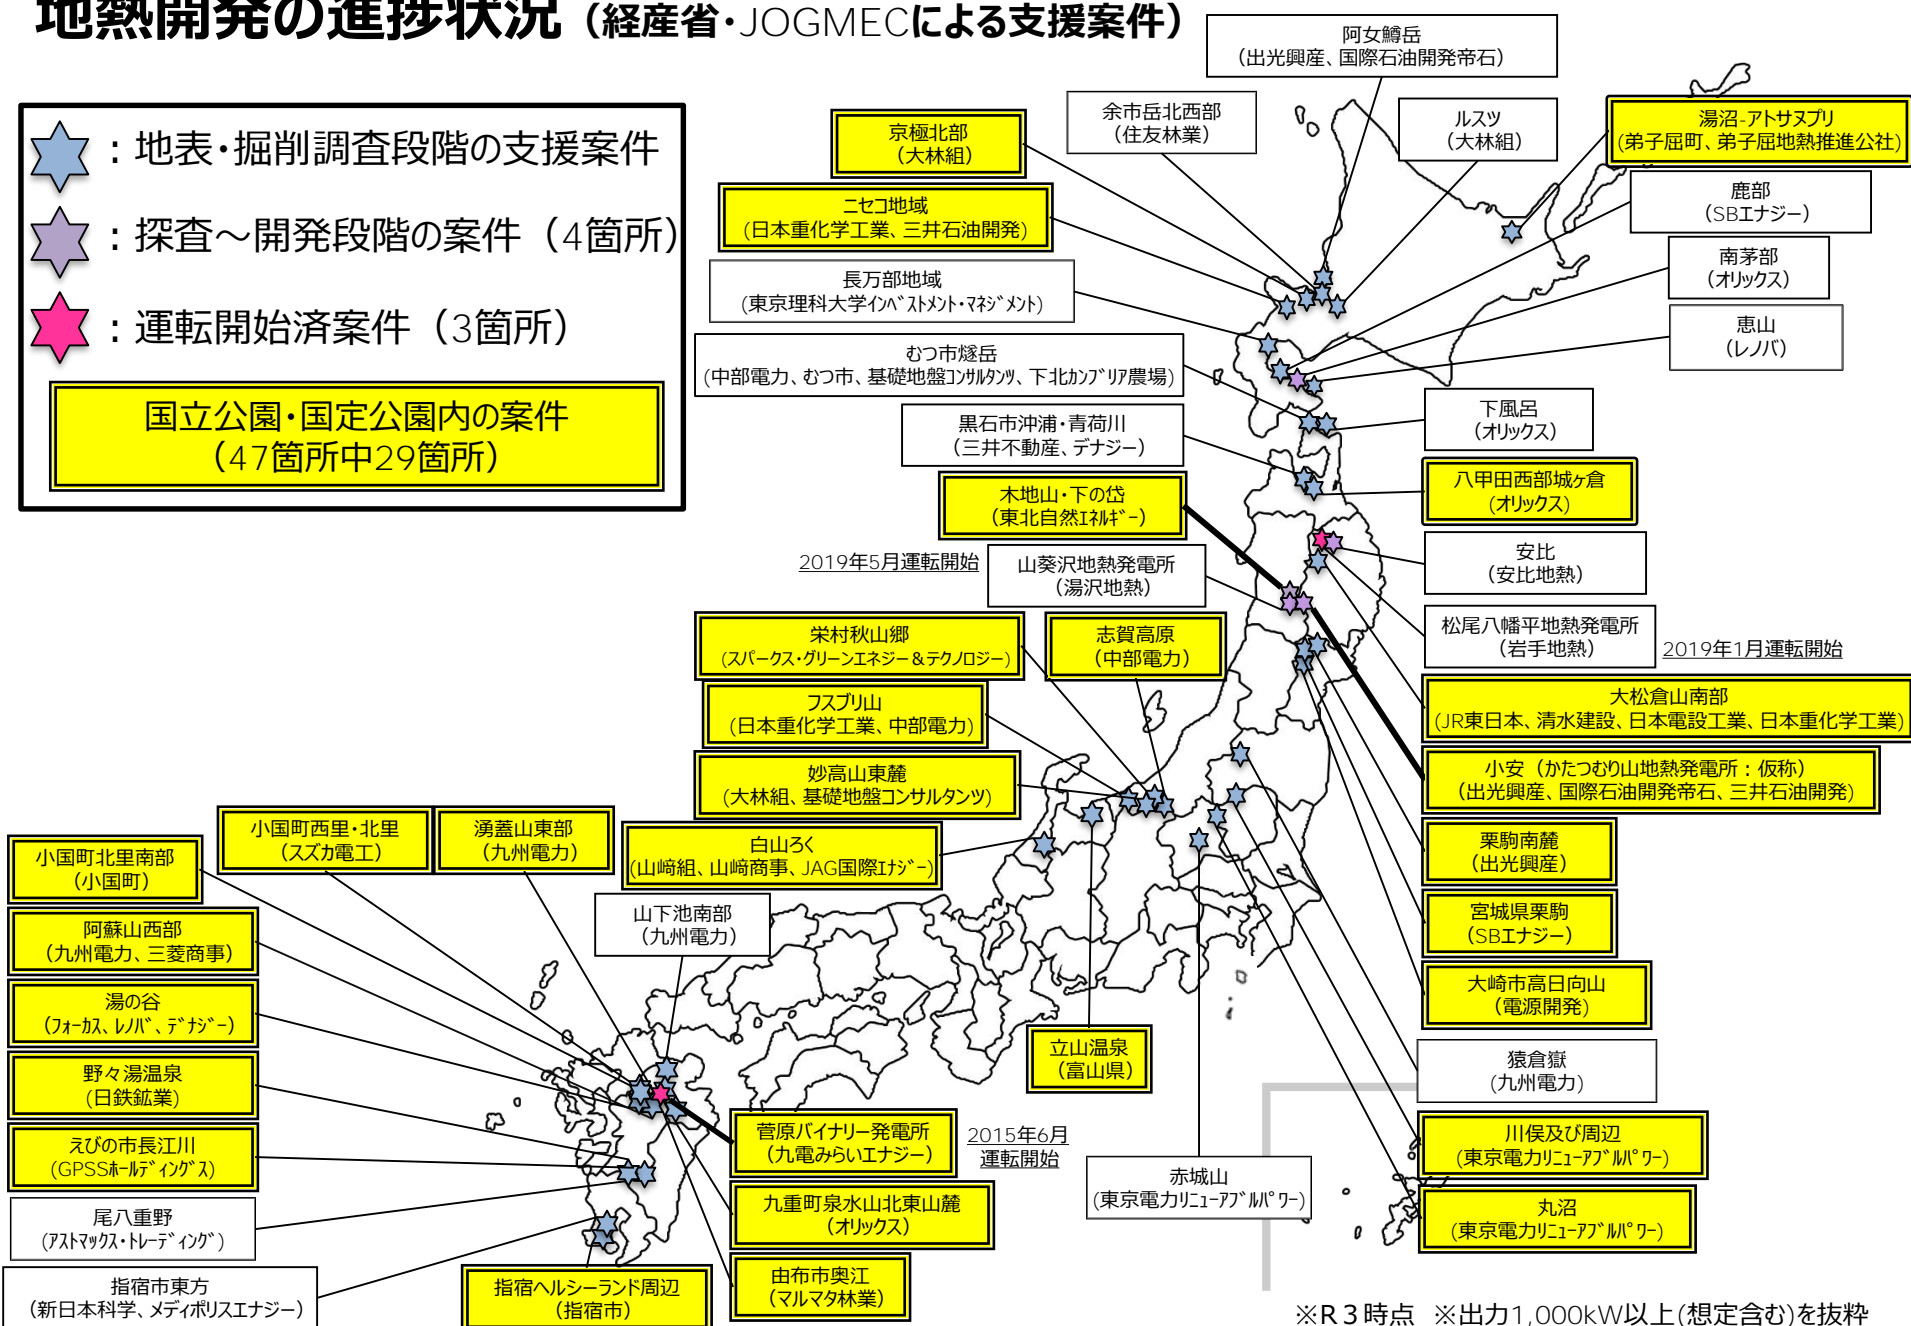 地熱開発の進捗状況（経産省・JOGMECによる支援案件）
：地表・掘削調査段階の支援案件
：探査～開発段階の案件（4箇所）
：運転開始済案件（3箇所）
国立公園・国定公園内の案件
（47箇所中29箇所）
阿女鱒岳
（出光興産、国際石油開発帝石）
余市岳北西部
（住友林業）
ルスツ
（大林組）
湯沼-アトサヌプリ
(弟子屈町、弟子屈地熱推進公社)
京極北部
（大林組）
ニセコ地域
(日本重化学工業、三井石油開発)
鹿部
（SBエナジー）
南茅部
（オリックス）
長万部地域
(東京理科大学ｲﾝﾍﾞｽﾄﾒﾝﾄ・ﾏﾈｼﾞﾒﾝﾄ)
恵山
（レノバ）
むつ市燧岳
(中部電力、むつ市、基礎地盤ｺﾝｻﾙﾀﾝﾂ、下北ｶﾝﾌﾞﾘｱ農場)
下風呂
（オリックス）
黒石市沖浦・青荷川
（三井不動産、デナジー）
八甲田西部城ヶ倉
(オリックス)
木地山・下の岱
（東北自然ｴﾈﾙｷﾞｰ）
安比
（安比地熱）
2019年5月運転開始
山葵沢地熱発電所
（湯沢地熱）
松尾八幡平地熱発電所
（岩手地熱）
2019年1月運転開始
栄村秋山郷
（スパークス・グリーンエネジー＆テクノロジー）
志賀高原
（中部電力）
大松倉山南部
(JR東日本、清水建設、日本電設工業、日本重化学工業)
フスブリ山
（日本重化学工業、中部電力）
小安（かたつむり山地熱発電所：仮称）
（出光興産、国際石油開発帝石、三井石油開発）
妙高山東麓
（大林組、基礎地盤コンサルタンツ）
小国町西里・北里
（スズカ電工）
湧蓋山東部
（九州電力）
白山ろく
（山﨑組、山﨑商事、JAG国際ｴﾅｼﾞｰ）
栗駒南麓
（出光興産）
小国町北里南部
（小国町）
阿蘇山西部
（九州電力、三菱商事）
山下池南部
（九州電力）
宮城県栗駒
（SBエナジー）
湯の谷
（ﾌｫｰｶｽ、ﾚﾉﾊﾞ、ﾃﾞﾅｼﾞｰ）
大崎市高日向山
（電源開発）
野々湯温泉
（日鉄鉱業）
立山温泉
（富山県）
猿倉嶽
（九州電力）
えびの市長江川
(GPSSﾎｰﾙﾃﾞｨﾝｸﾞｽ)
菅原バイナリー発電所
（九電みらいエナジー）
2015年6月
運転開始
川俣及び周辺
（東京電力ﾘﾆｭｰｱﾌﾞﾙﾊﾟﾜｰ）
赤城山
（東京電力ﾘﾆｭｰｱﾌﾞﾙﾊﾟﾜｰ）
尾八重野
（ｱｽﾄﾏｯｸｽ・ﾄﾚｰﾃﾞｨﾝｸﾞ）
九重町泉水山北東山麓
（オリックス）
丸沼
（東京電力ﾘﾆｭｰｱﾌﾞﾙﾊﾟﾜｰ）
指宿市東方
（新日本科学、メディポリスエナジー）
指宿ヘルシーランド周辺
（指宿市）
由布市奥江
（マルマタ林業）
※R３時点　※出力1,000kW以上(想定含む)を抜粋